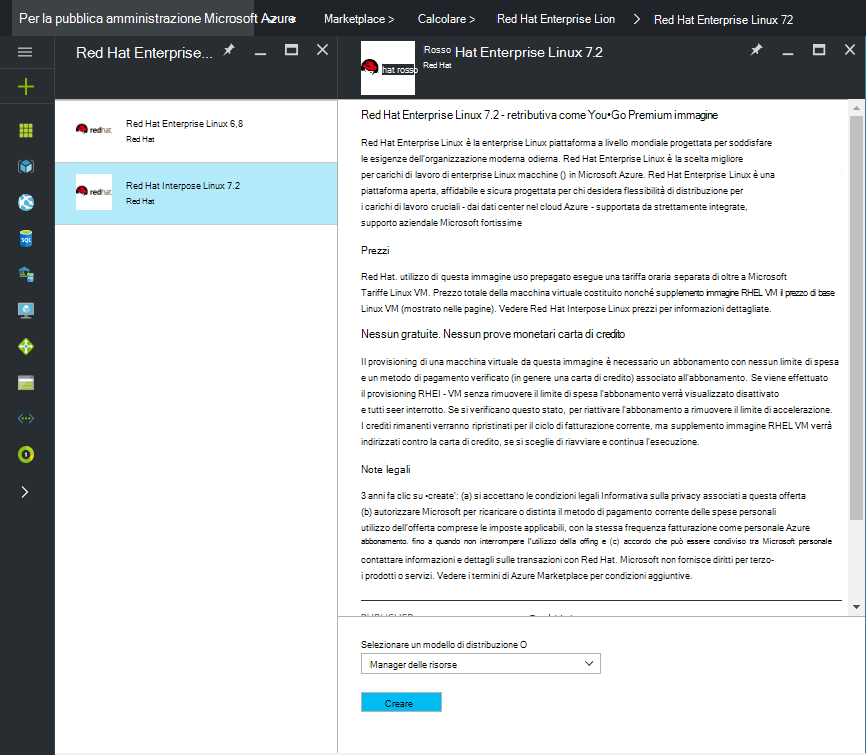 Per la pubblica amministrazione Microsoft Azure
Marketplace >
Calcolare >
Red Hat Enterprise Lion
Red Hat Enterprise Linux 72
Red Hat Enterprise...
Rosso Hat Enterprise Linux 7.2
Red Hat
hat rosso
redhat.
Red Hat Enterprise Linux 6,8
Red Hat
redhat
Red Hat Interpose Linux 7.2
Red Hat
SQL
Red Hat Enterprise Linux 7.2 - retributiva come You•Go Premium immagine
Red Hat Enterprise Linux è la enterprise Linux piattaforma a livello mondiale progettata per soddisfare
le esigenze dell'organizzazione moderna odierna. Red Hat Enterprise Linux è la scelta migliore
per carichi di lavoro di enterprise Linux macchine () in Microsoft Azure. Red Hat Enterprise Linux è una
piattaforma aperta, affidabile e sicura progettata per chi desidera flessibilità di distribuzione per
i carichi di lavoro cruciali - dai dati center nel cloud Azure - supportata da strettamente integrate,
supporto aziendale Microsoft fortissime
Prezzi
Red Hat. utilizzo di questa immagine uso prepagato esegue una tariffa oraria separata di oltre a Microsoft
Tariffe Linux VM. Prezzo totale della macchina virtuale costituito nonché supplemento immagine RHEL VM il prezzo di base
Linux VM (mostrato nelle pagine). Vedere Red Hat Interpose Linux prezzi per informazioni dettagliate.
Nessun gratuite. Nessun prove monetari carta di credito
Il provisioning di una macchina virtuale da questa immagine è necessario un abbonamento con nessun limite di spesa
e un metodo di pagamento verificato (in genere una carta di credito) associato all'abbonamento. Se viene effettuato
il provisioning RHEI - VM senza rimuovere il limite di spesa l'abbonamento verrà visualizzato disattivato
e tutti seer interrotto. Se si verificano questo stato, per riattivare l'abbonamento a rimuovere il limite di accelerazione.
I crediti rimanenti verranno ripristinati per il ciclo di fatturazione corrente, ma supplemento immagine RHEL VM verrà
indirizzati contro la carta di credito, se si sceglie di riavviare e continua l'esecuzione.
Note legali
3 anni fa clic su •create': (a) si accettano le condizioni legali Informativa sulla privacy associati a questa offerta
(b) autorizzare Microsoft per ricaricare o distinta il metodo di pagamento corrente delle spese personali
utilizzo dell'offerta comprese le imposte applicabili, con la stessa frequenza fatturazione come personale Azure
abbonamento. fino a quando non interrompere l'utilizzo della offing e (c) accordo che può essere condiviso tra Microsoft personale
contattare informazioni e dettagli sulle transazioni con Red Hat. Microsoft non fornisce diritti per terzo-
i prodotti o servizi. Vedere i termini di Azure Marketplace per condizioni aggiuntive.
PUBLISHER
Selezionare un modello di distribuzione O
Manager delle risorse
Creare